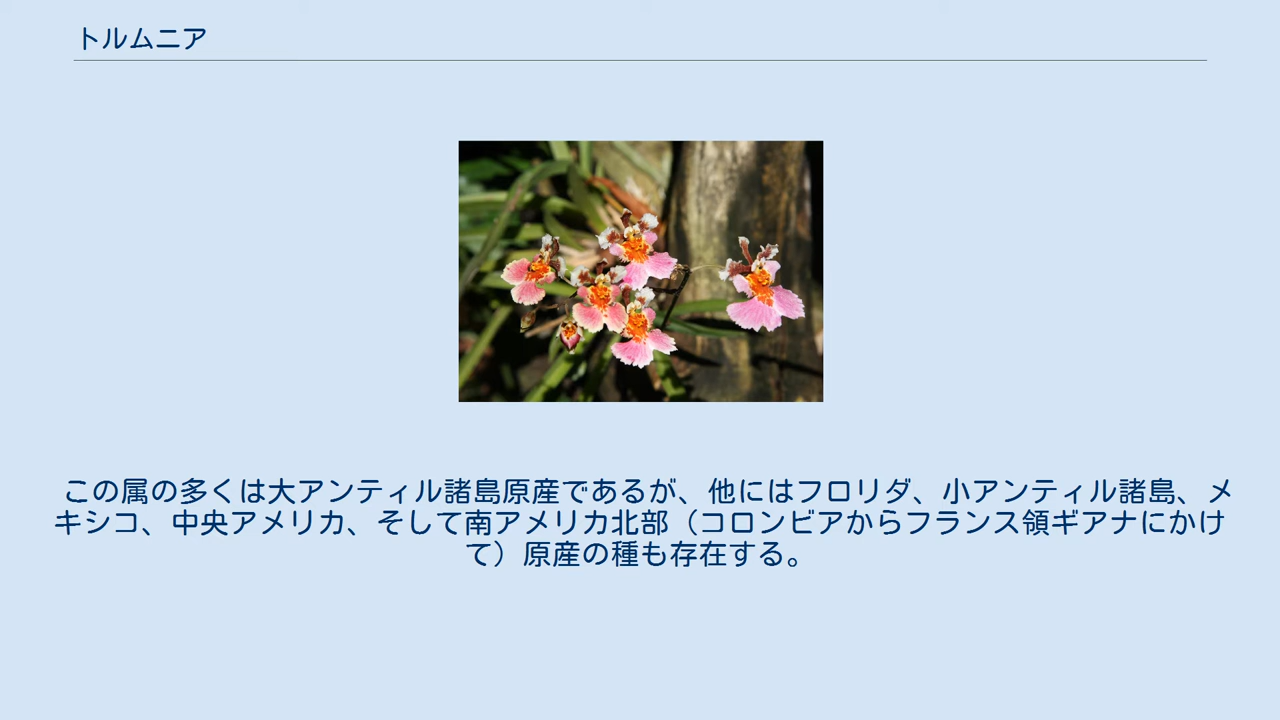 トルムニア
この属の多くは大アンティル諸島原産であるが、他にはフロリダ、小アンティル諸島、メ
キシコ、中央アメリカ、そして南アメリカ北部（コロンビアからフランス領ギアナにかけ
て）原産の種も存在する。